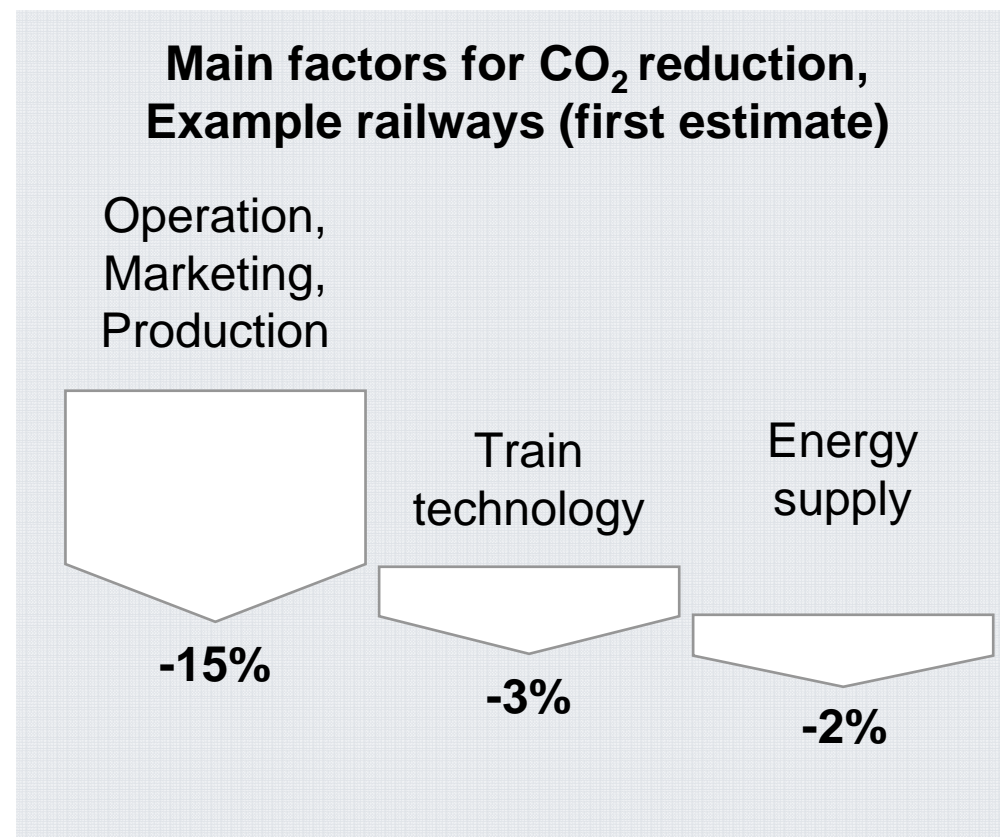 Main factors for CO₂ reduction,
Example railways (first estimate)
Operation,
Marketing,
Production
-15%
Train
technology
-3%
Energy
supply
-2%